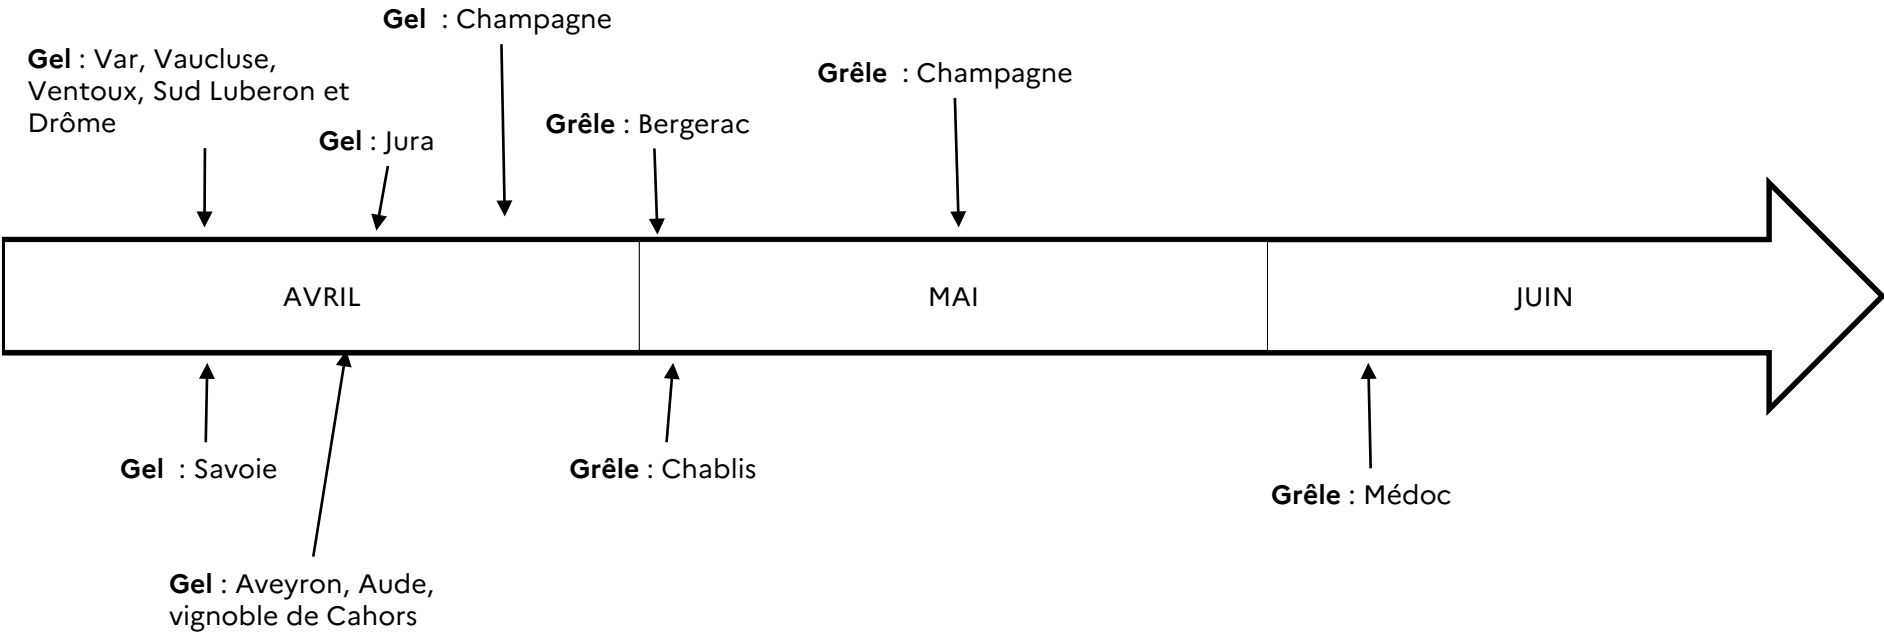 Gel : Champagne
Gel : Var, Vaucluse,
Ventoux, Sud Luberon et
Drôme
Gel : Jura
Grêle : Bergerac
Grêle : Champagne
AVRIL
MAI
JUIN
Gel : Savoie
Grêle : Chablis
Grêle : Médoc
Gel : Aveyron, Aude,
vignoble de Cahors